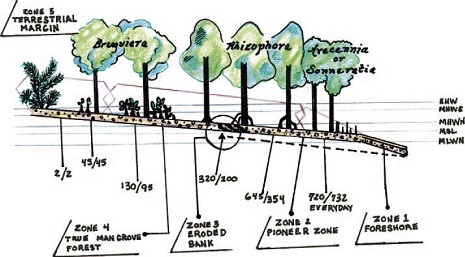 ZONE 5
TERRESTRIAL
MARGIN
Bruguiera
Rhizophora
Avecennia
or
Sonneratia
EHW
MHWS
MHWN
MSL
MLWN
2/2
43/45
130/95
320/200
645/354
720/732
EVERYDAY
ZONE 4
TRUE MANGROVE
FOREST
ZONE 3
ERODED
BANK
ZONE 2
PIONEER ZONE
ZONE 1
FORESHORE